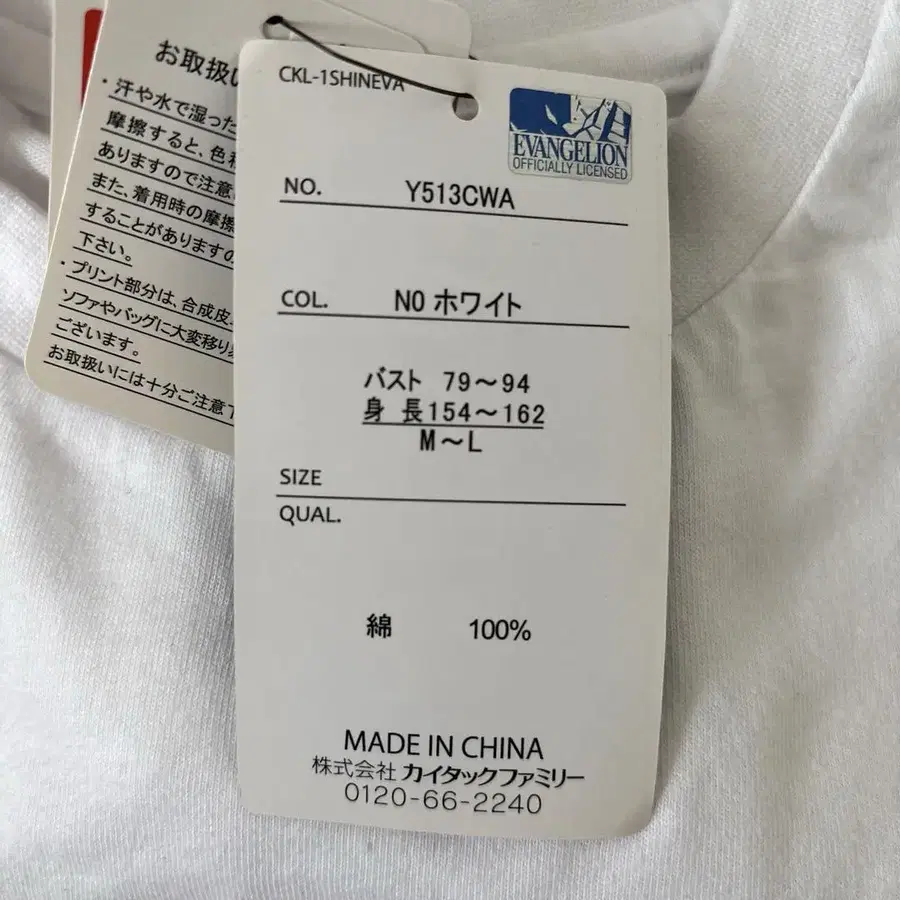 お取扱い
・汗や水で湿った
摩擦すると、色
ありますので注意
また、着用時の摩擦
することがありますの
下さい。
・プリント部分は、合成皮
ソファやバッグに大変移り
ございます。
お取扱いには十分ご注意下
CKL-1SHINEVA
EVANGELION
OFFICIALLY LICENSED
NO. Y513CWA
COL. N0 ホワイト
バスト 79～94
身 長154～162
M～L
SIZE
QUAL.
綿 100%
MADE IN CHINA
株式会社 カイタックファミリー
0120-66-2240